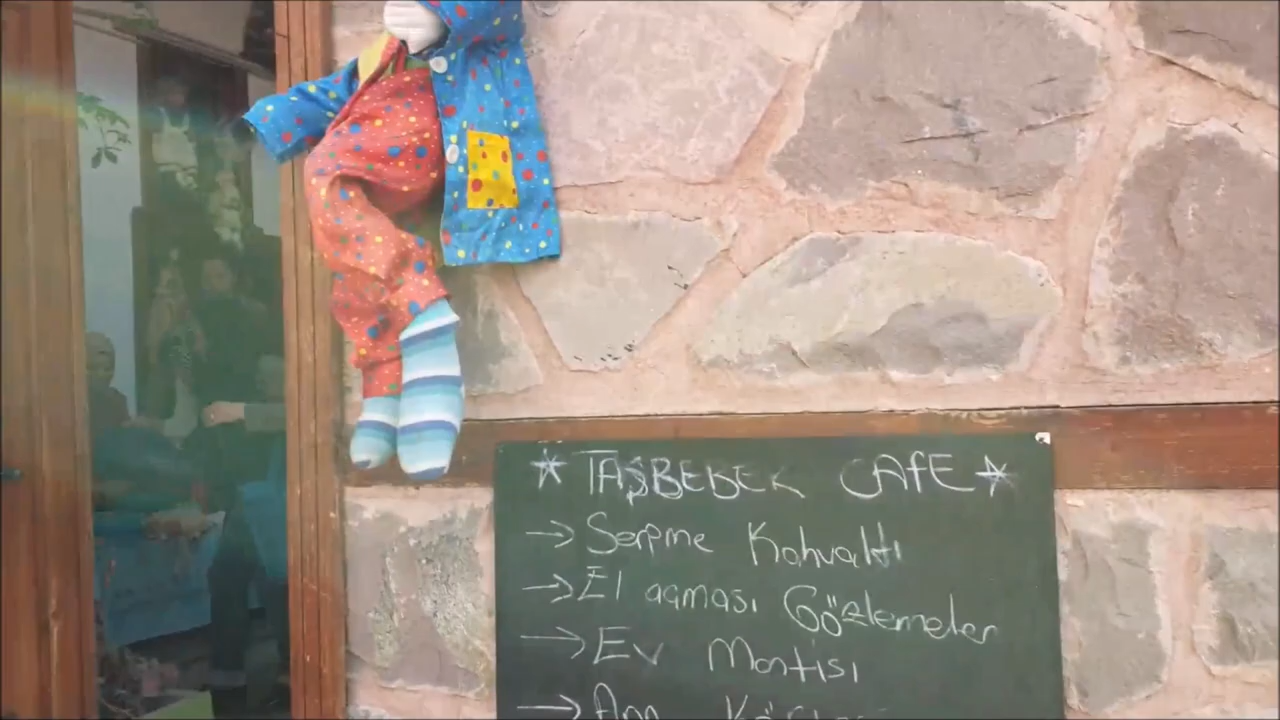 ☆ TAŞBEBEK CAfE ☆
→ Serpme Kahvaltı
→ El açması Gözlemeler
→ Ev Mantısı
→